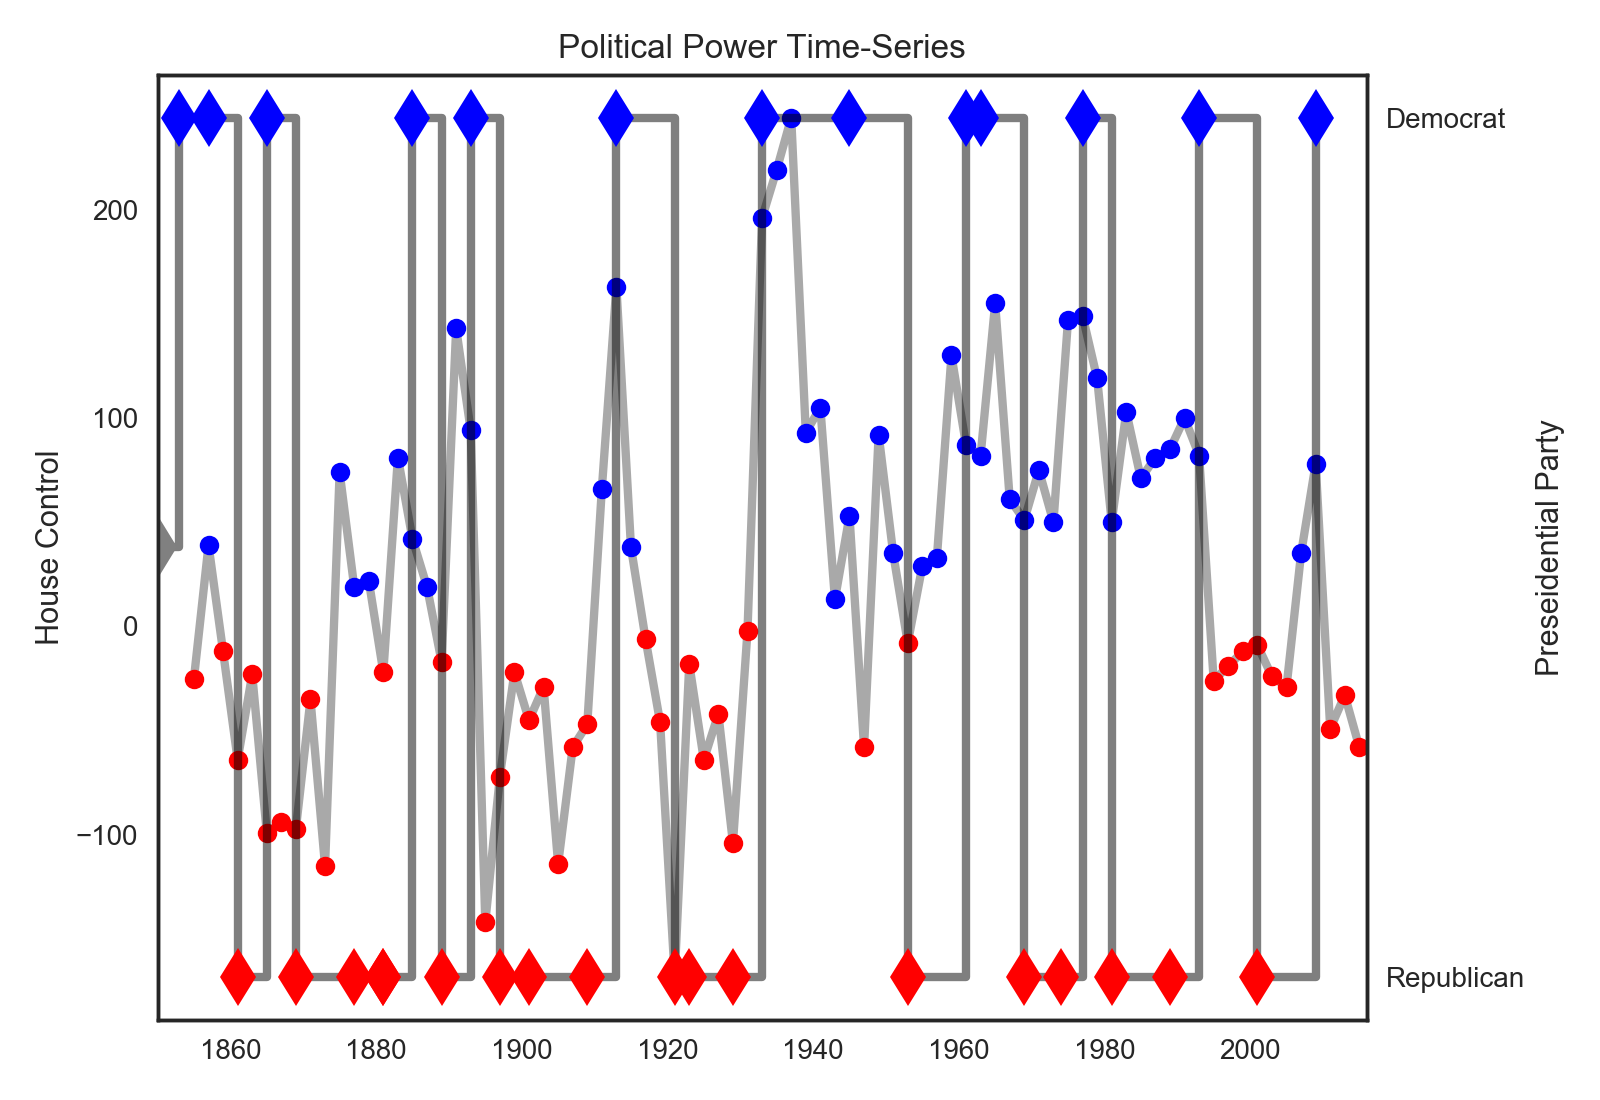 Political Power Time-Series
Democrat
200
100
0
−100
House Control
Preseidential Party
Republican
1860 1880 1900 1920 1940 1960 1980 2000